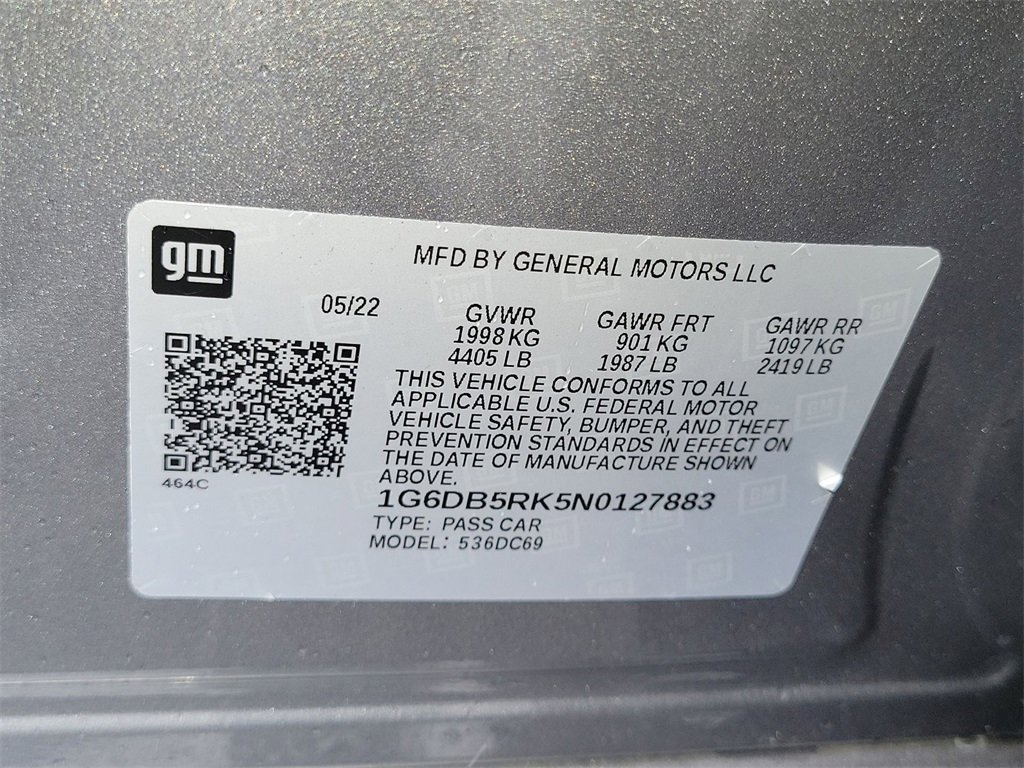 gm
MFD BY GENERAL MOTORS LLC
05/22
GVWR
1998 KG
4405 LB
GAWR FRT
901 KG
1987 LB
GAWR RR
1097 KG
2419 LB
THIS VEHICLE CONFORMS TO ALL
APPLICABLE U.S. FEDERAL MOTOR
VEHICLE SAFETY, BUMPER, AND THEFT
PREVENTION STANDARDS IN EFFECT ON
THE DATE OF MANUFACTURE SHOWN
ABOVE.
464C
1G6DB5RK5N0127883
TYPE: PASS CAR
MODEL: 536DC69